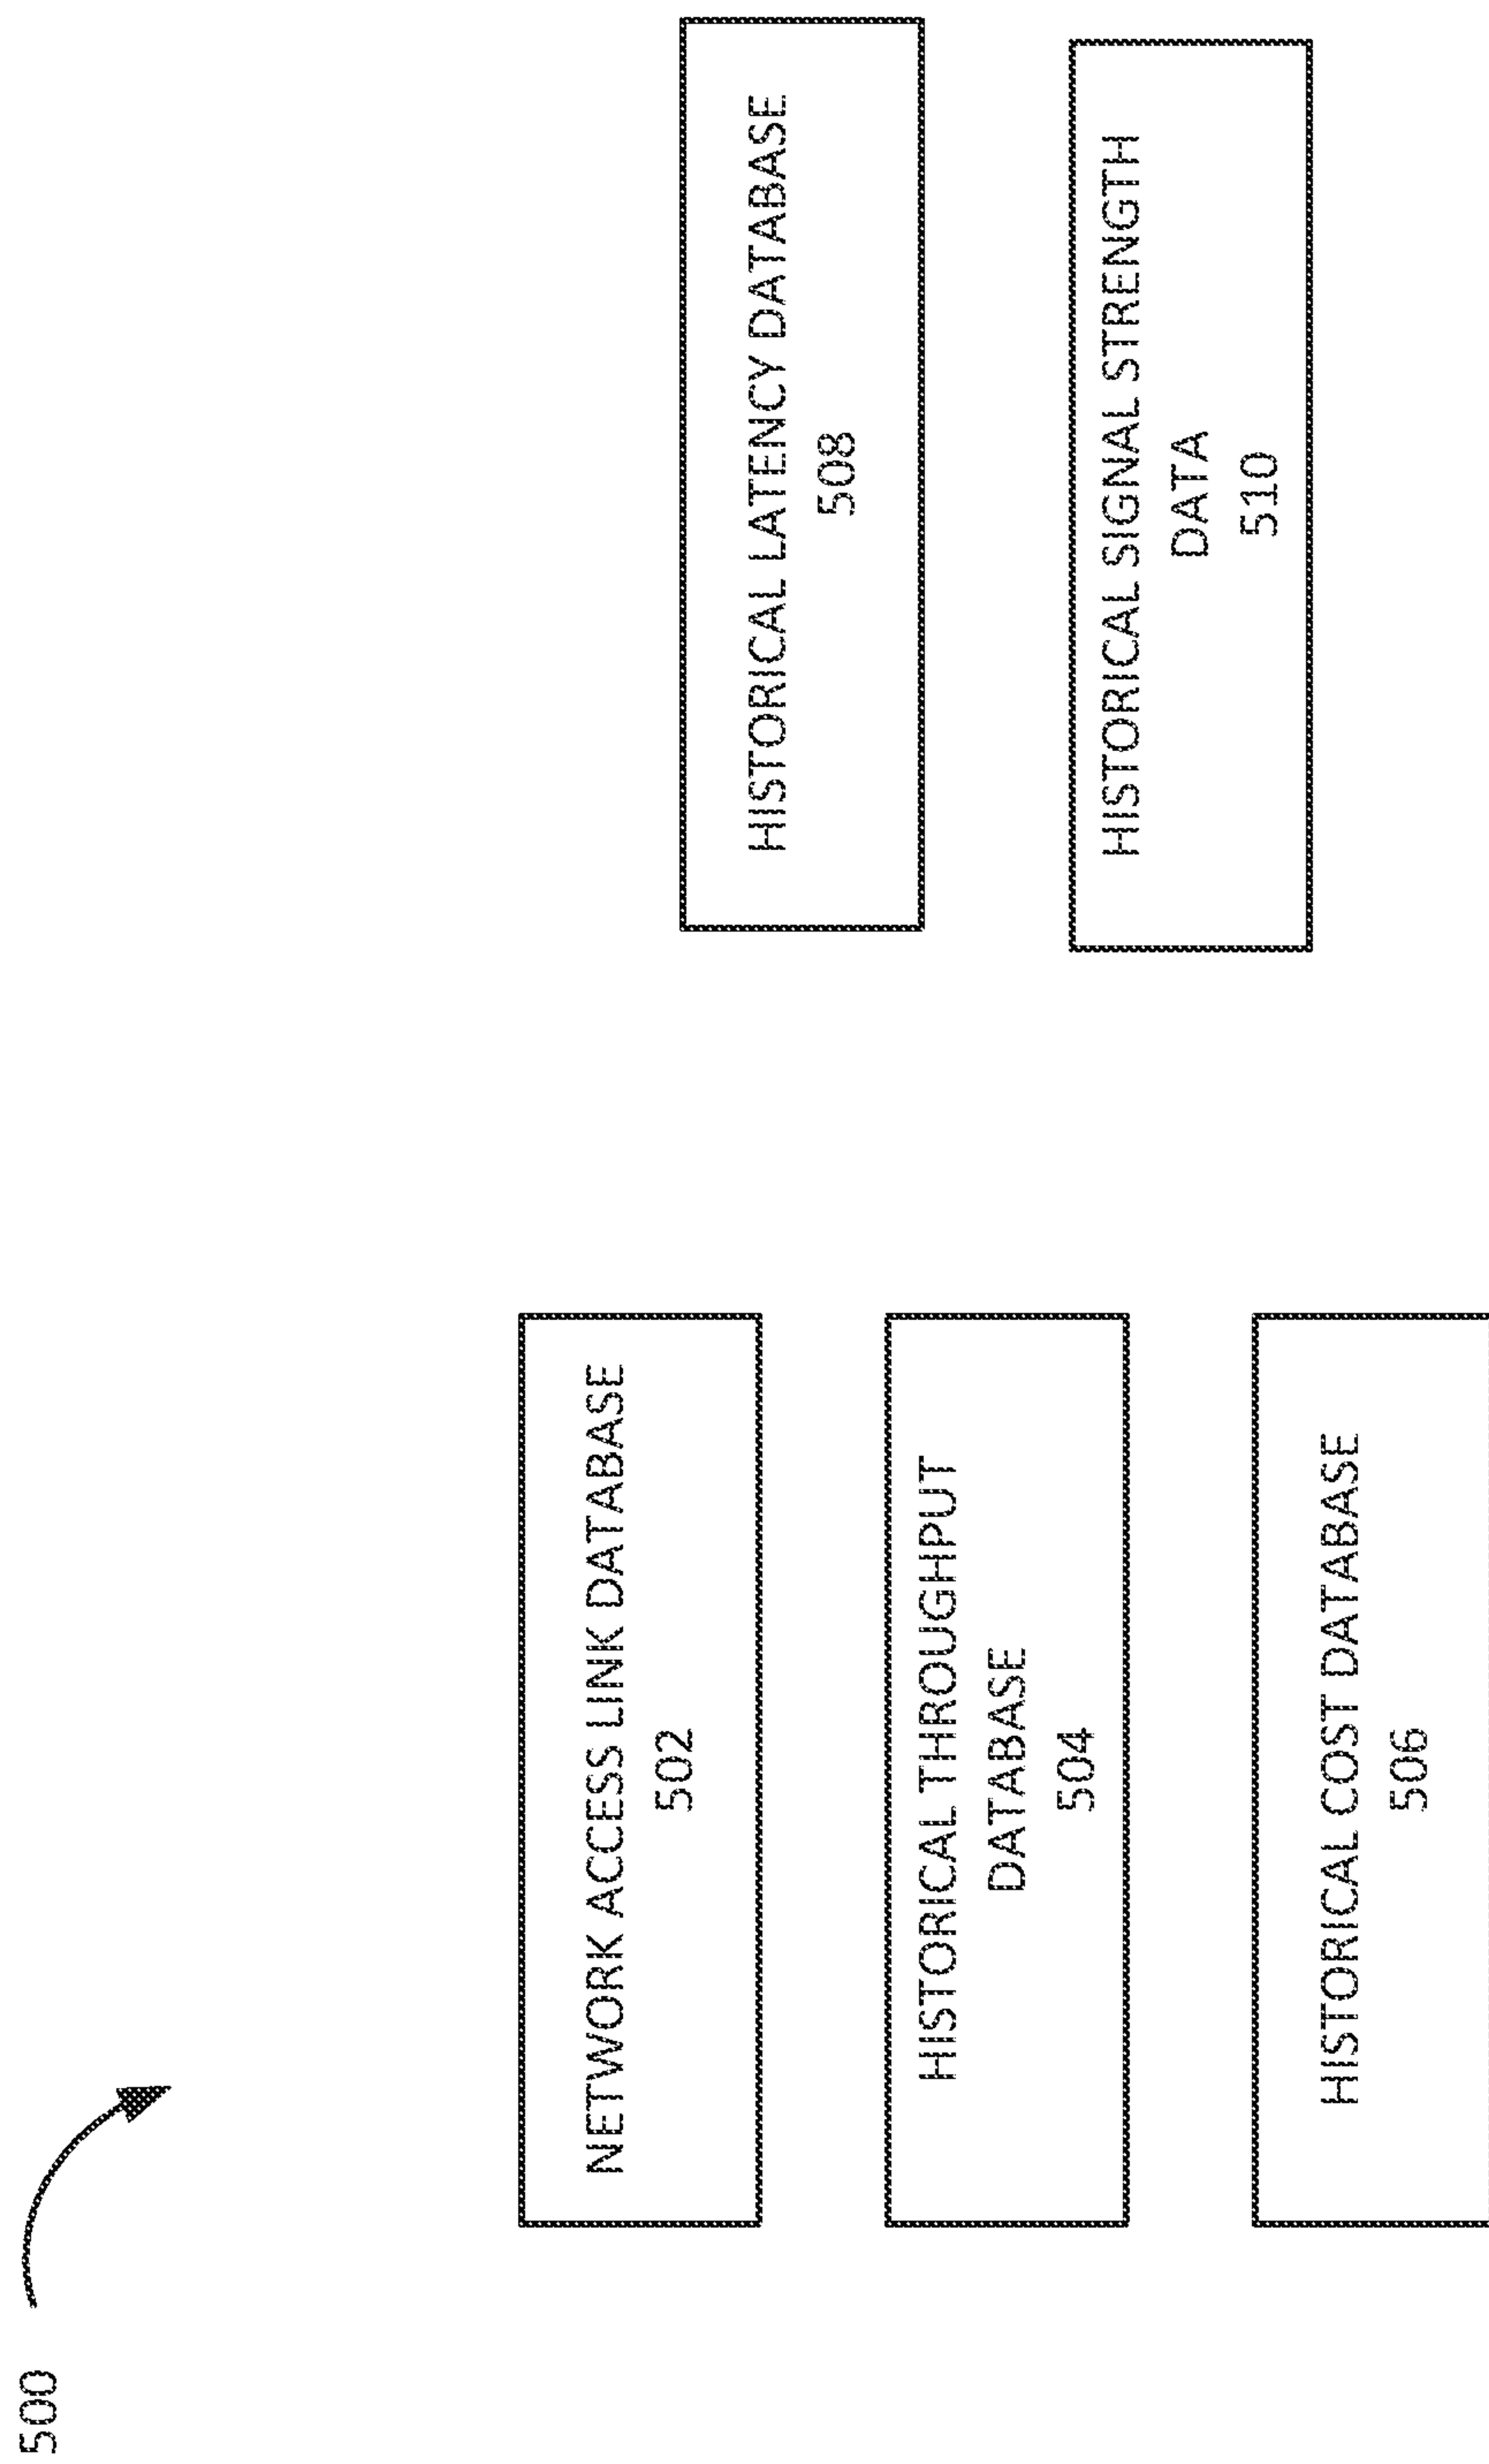 500
NETWORK ACCESS LINK DATABASE
502
HISTORICAL THROUGHPUT
DATABASE
504
HISTORICAL COST DATABASE
506
HISTORICAL LATENCY DATABASE
508
HISTORICAL SIGNAL STRENGTH
DATA
510